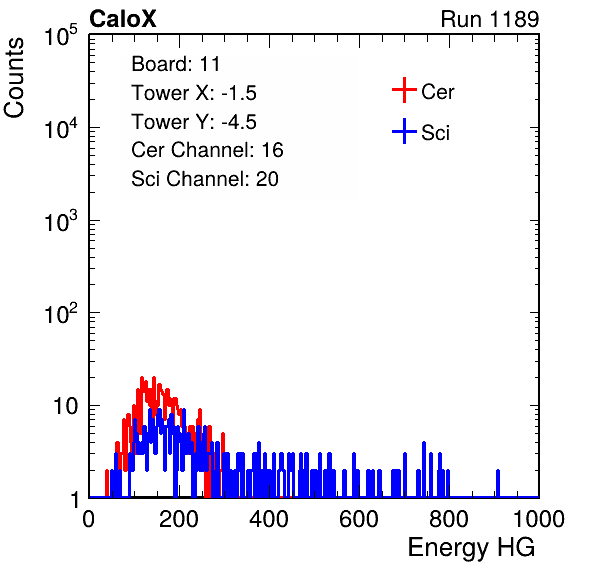 CaloX Run 1189
Counts
Board: 11
Tower X: -1.5
Tower Y: -4.5
Cer Channel: 16
Sci Channel: 20
Cer
Sci
10^5
10^4
10^3
10^2
10
1
0 200 400 600 800 1000
Energy HG